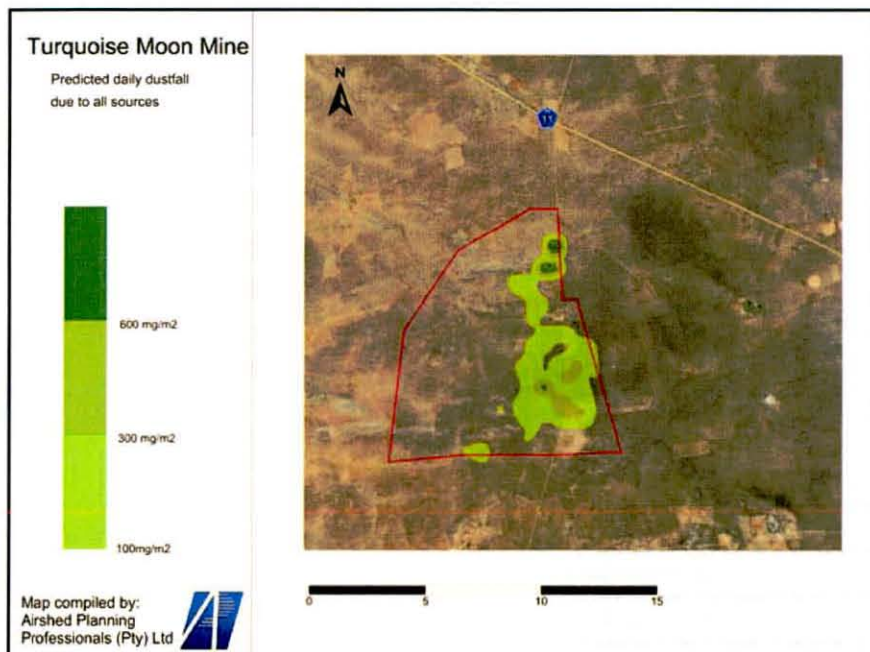 Turquoise Moon Mine
Predicted daily dustfall
due to all sources
600 mg/m2
300 mg/m2
100mg/m2
Map compiled by:
Airshed Planning
Professionals (Pty) Ltd
N
11
0
5
10
15